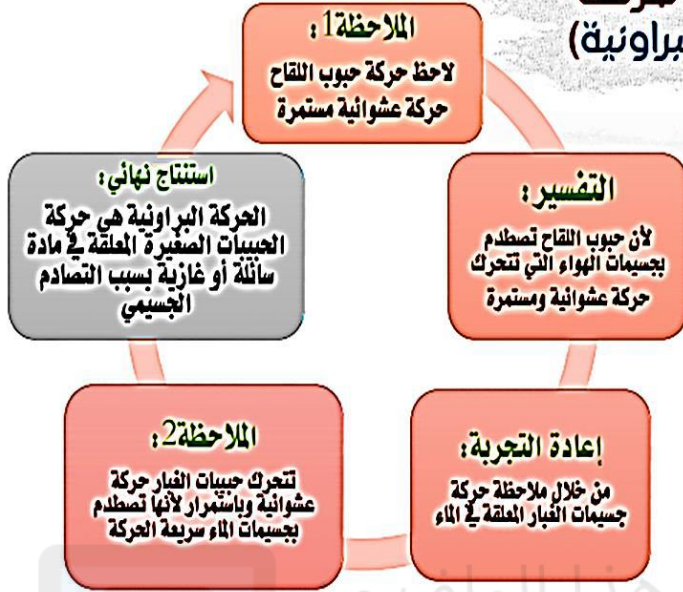 براونية)
الملاحظة1:
لاحظ حركة حبوب اللقاح
حركة عشوائية مستمرة
التفسير:
لأن حبوب اللقاح تصطدم
بجسيمات الهواء التي تتحرك
حركة عشوائية ومستمرة
إعادة التجربة:
من خلال ملاحظة حركة
جسيمات الغبار المعلقة في الماء
الملاحظة2:
تتحرك حبيبات الغبار حركة
عشوائية وباستمرار لأنها تصطدم
بجسيمات الماء سريعة الحركة
استنتاج نهائي:
الحركة البراونية هي حركة
الحبيبات الصغيرة المعلقة في مادة
سائلة أو غازية بسبب التصادم
الجسيمي